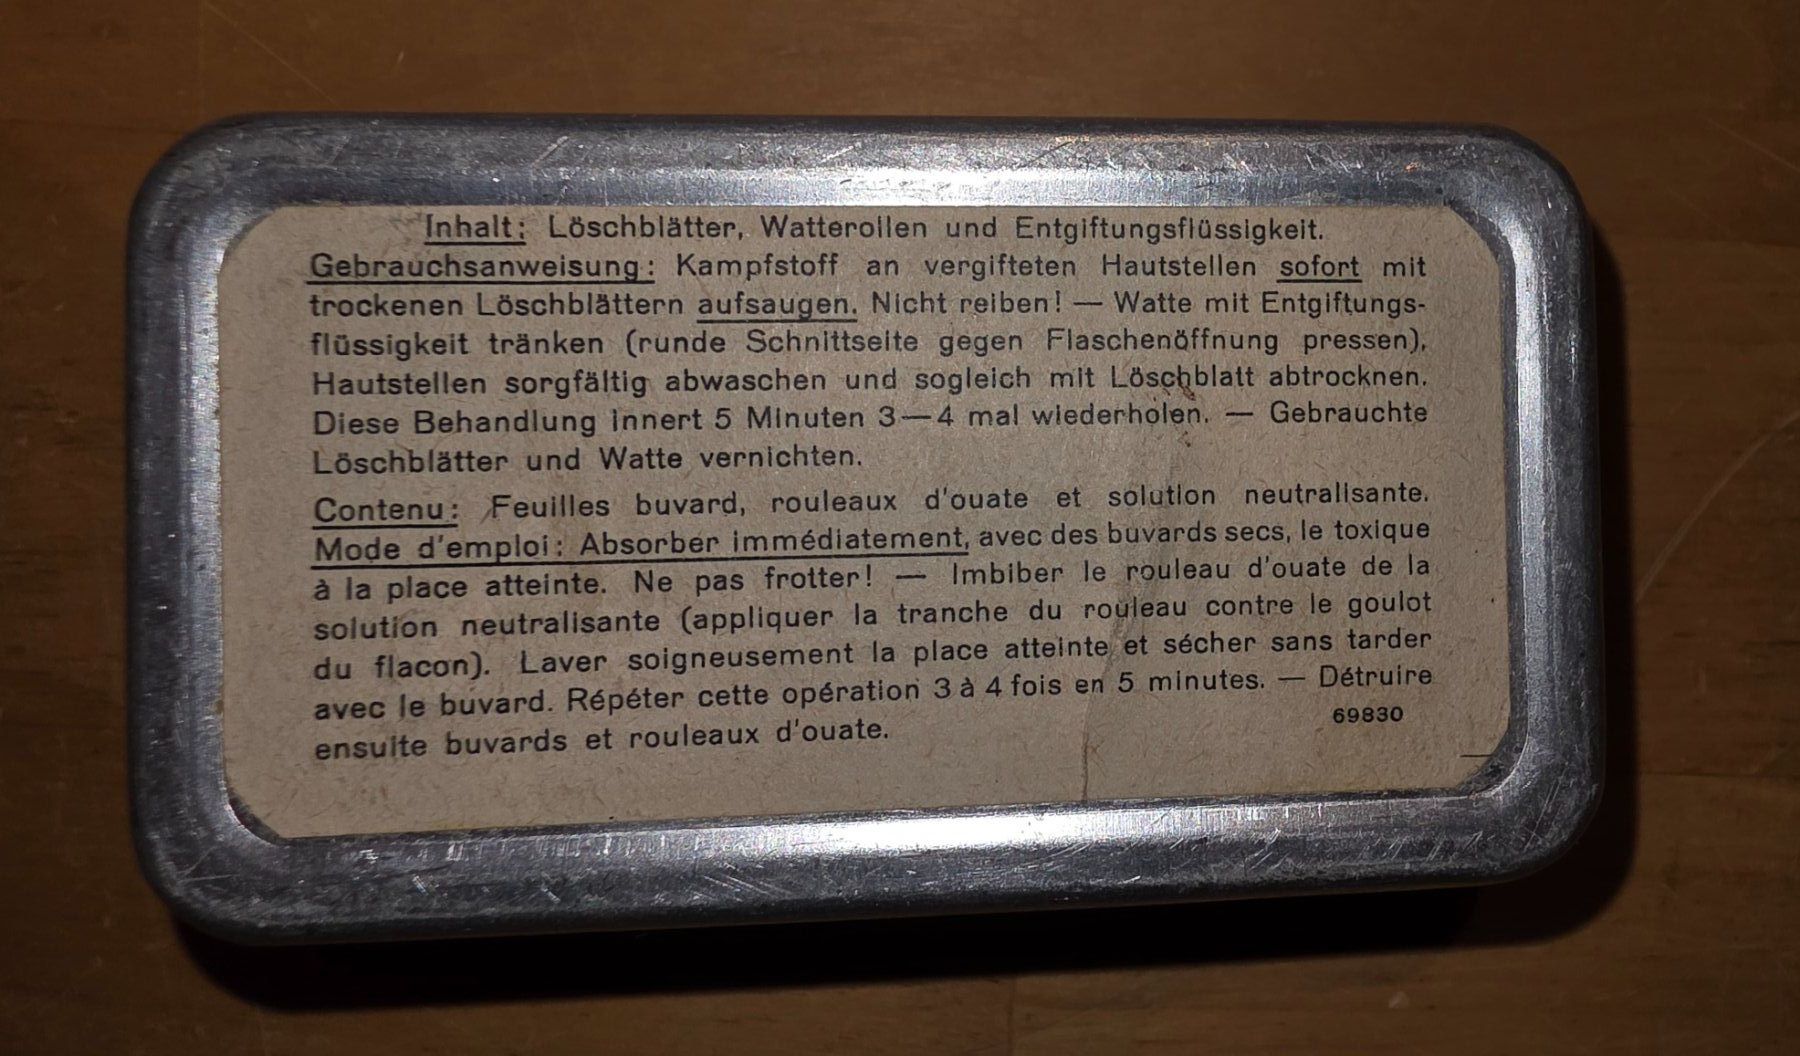 Inhalt: Löschblätter, Watterollen und Entgiftungsflüssigkeit.
Gebrauchsanweisung: Kampfstoff an vergifteten Hautstellen sofort mit
trockenen Löschblättern aufsaugen. Nicht reiben! — Watte mit Entgiftungs-
flüssigkeit tränken (runde Schnittseite gegen Flaschenöffnung pressen),
Hautstellen sorgfältig abwaschen und sogleich mit Löschblatt abtrocknen.
Diese Behandlung innert 5 Minuten 3—4 mal wiederholen. — Gebrauchte
Löschblätter und Watte vernichten.
Contenu: Feuilles buvard, rouleaux d'ouate et solution neutralisante.
Mode d'emploi: Absorber immédiatement, avec des buvards secs, le toxique
à la place atteinte. Ne pas frotter! — Imbiber le rouleau d'ouate de la
solution neutralisante (appliquer la tranche du rouleau contre le goulot
du flacon). Laver soigneusement la place atteinte et sécher sans tarder
avec le buvard. Répéter cette opération 3 à 4 fois en 5 minutes. — Détruire
ensuite buvards et rouleaux d'ouate.
69830